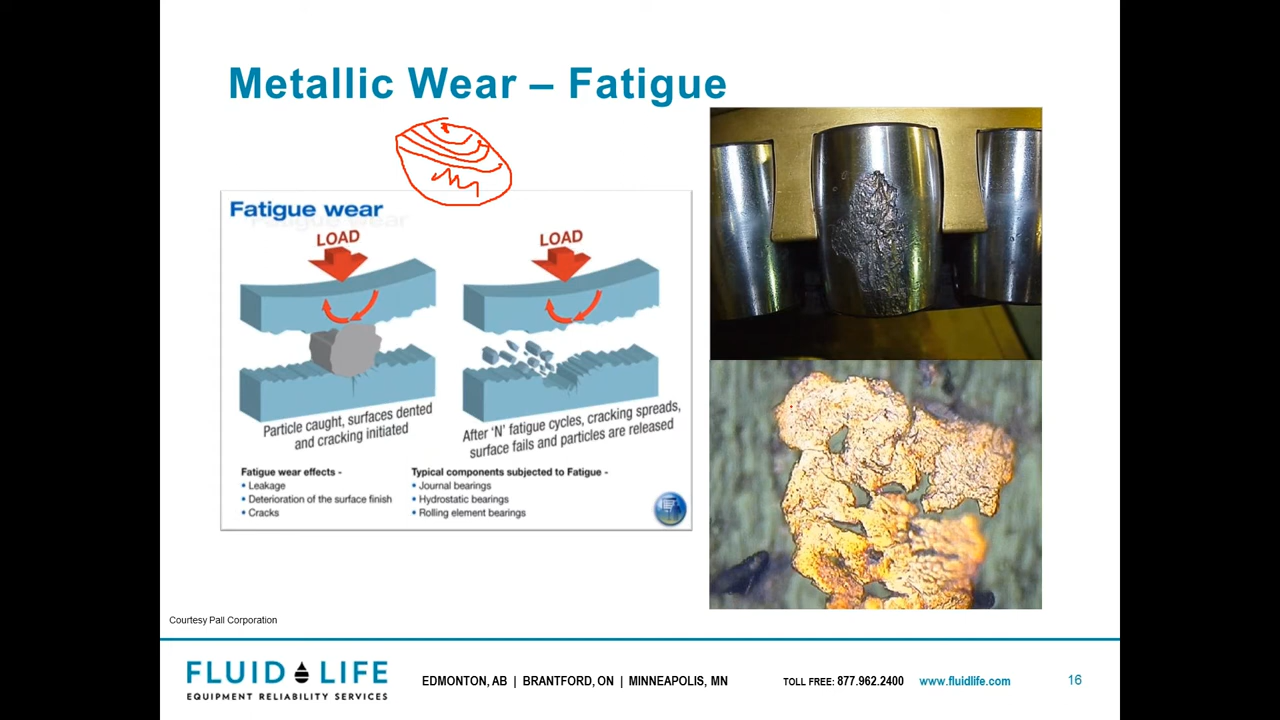 Metallic Wear – Fatigue
Fatigue wear
LOAD
LOAD
Particle caught, surfaces dented
and cracking initiated
After 'N' fatigue cycles, cracking spreads,
surface fails and particles are released
Fatigue wear effects -
• Leakage
• Deterioration of the surface finish
• Cracks
Typical components subjected to Fatigue -
• Journal bearings
• Hydrostatic bearings
• Rolling element bearings
Courtesy Pall Corporation
FLUID LIFE
EQUIPMENT RELIABILITY SERVICES
EDMONTON, AB | BRANTFORD, ON | MINNEAPOLIS, MN
TOLL FREE: 877.962.2400
www.fluidlife.com
16